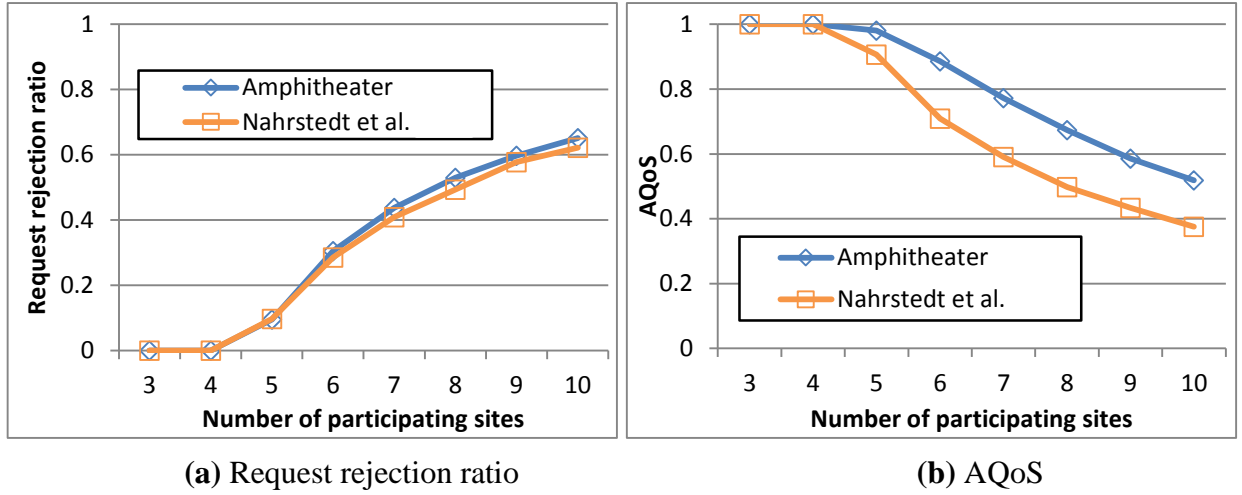 Request rejection ratio
1
0.8
0.6
0.4
0.2
0
Amphitheater
Nahrstedt et al.
3 4 5 6 7 8 9 10
Number of participating sites
(a) Request rejection ratio
AQoS
1
0.8
0.6
0.4
0.2
0
Amphitheater
Nahrstedt et al.
3 4 5 6 7 8 9 10
Number of participating sites
(b) AQoS